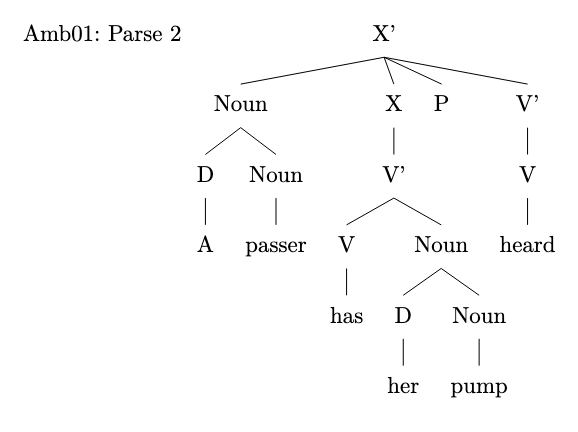 Amb01: Parse 2 X'
Noun X P V'
D Noun V' V
A passer V Noun heard
has D Noun
her pump